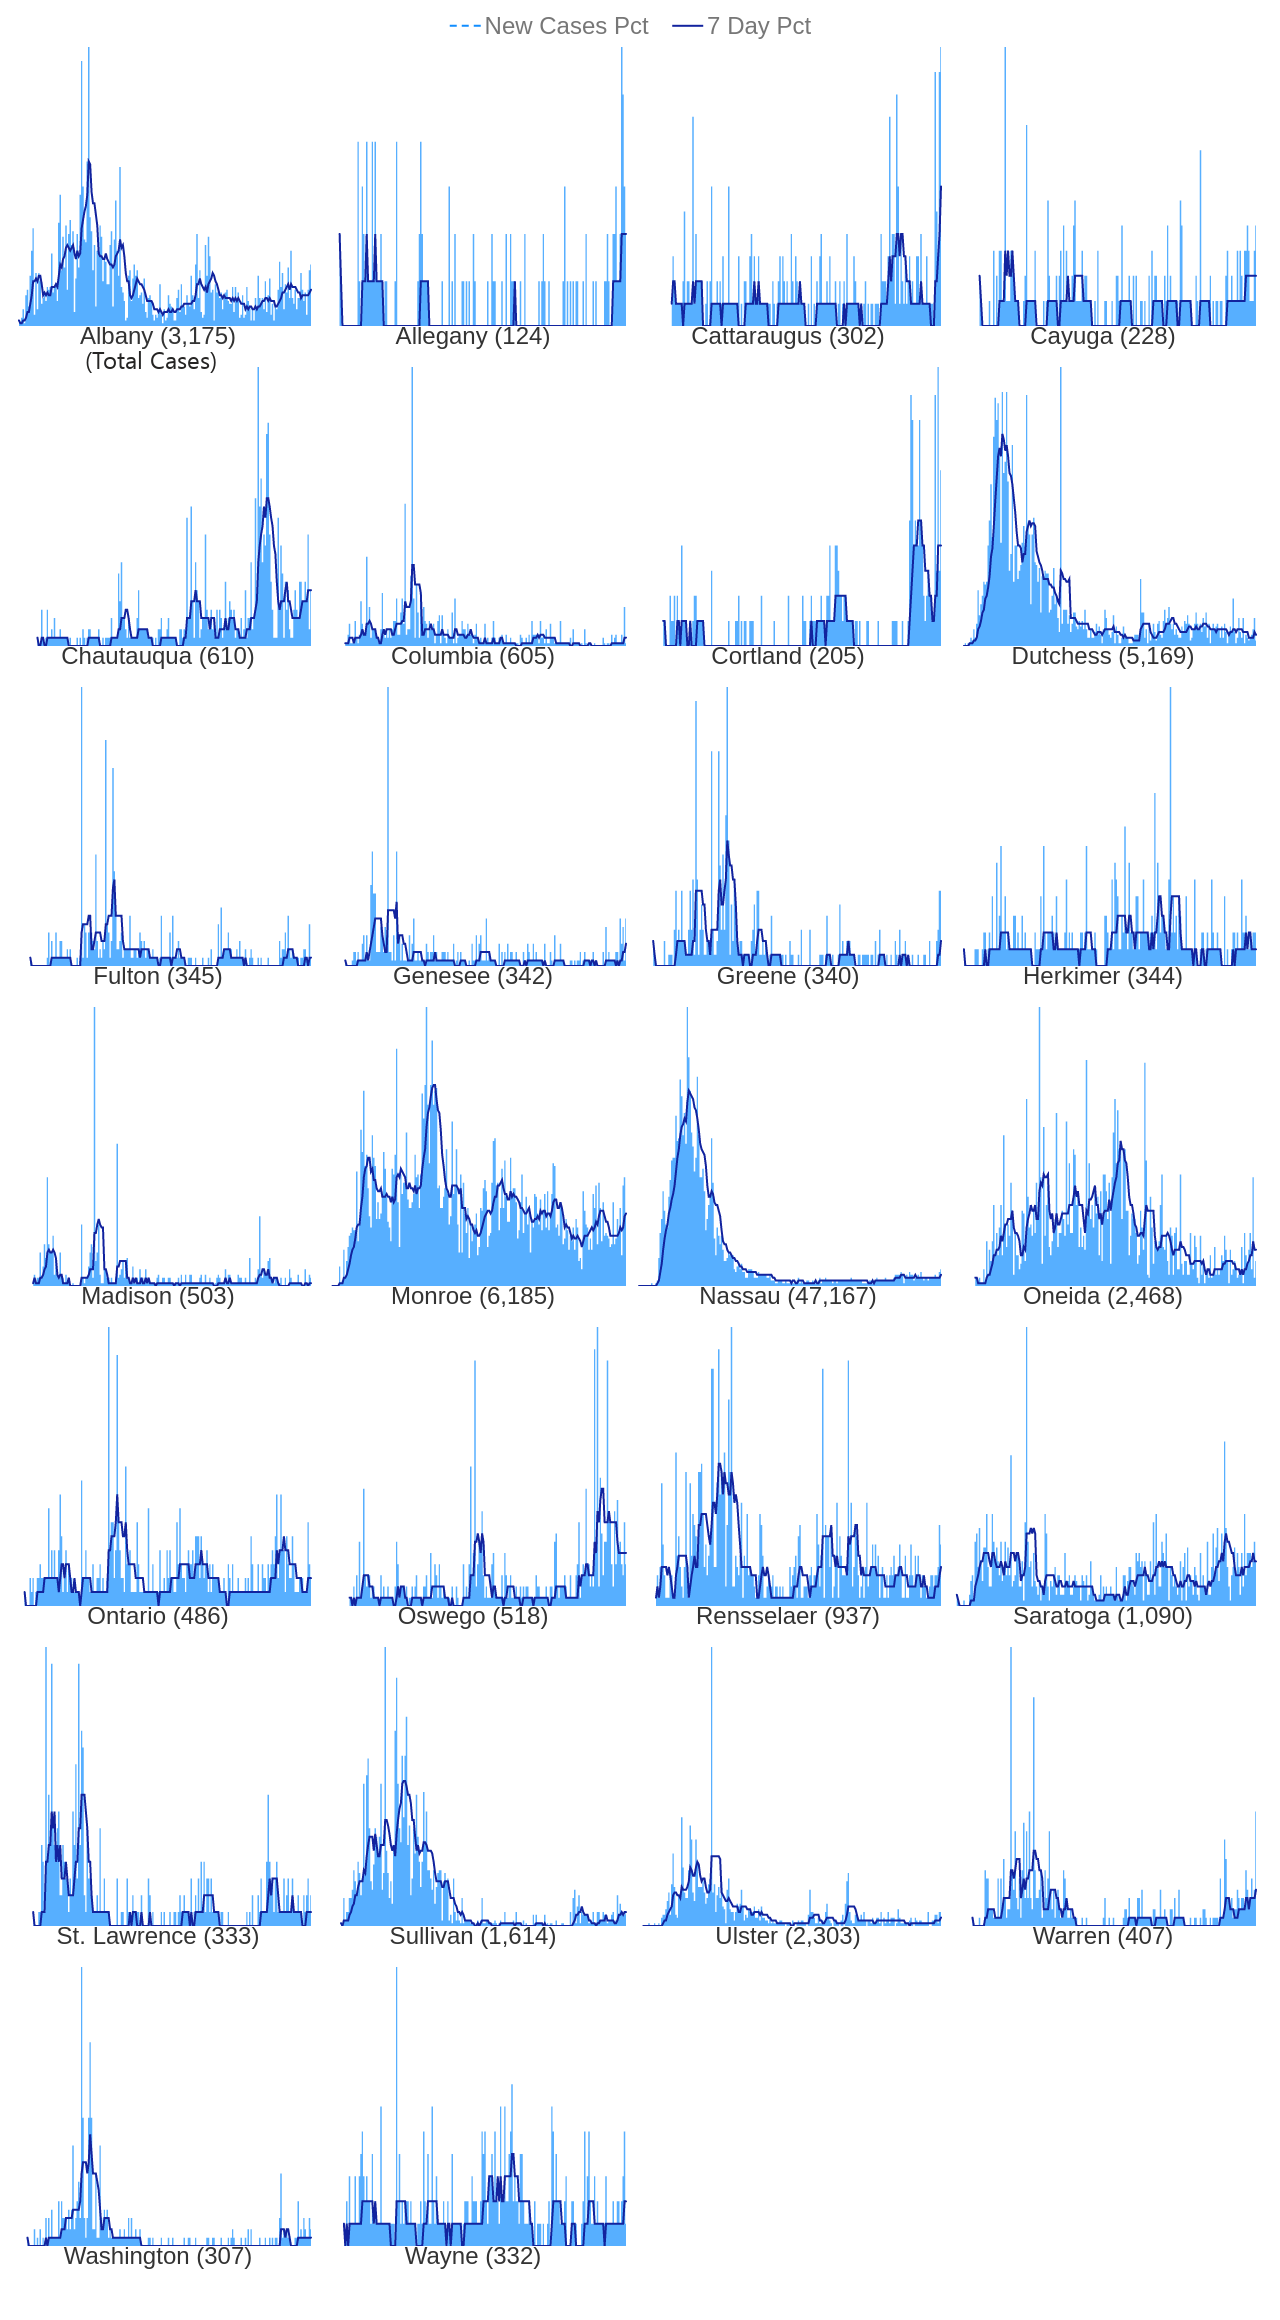 New Cases Pct 7 Day Pct
Albany (3,175) Allegany (124) Cattaraugus (302) Cayuga (228)
(Total Cases)
Chautauqua (610) Columbia (605) Cortland (205) Dutchess (5,169)
Fulton (345) Genesee (342) Greene (340) Herkimer (344)
Madison (503) Monroe (6,185) Nassau (47,167) Oneida (2,468)
Ontario (486) Oswego (518) Rensselaer (937) Saratoga (1,090)
St. Lawrence (333) Sullivan (1,614) Ulster (2,303) Warren (407)
Washington (307) Wayne (332)